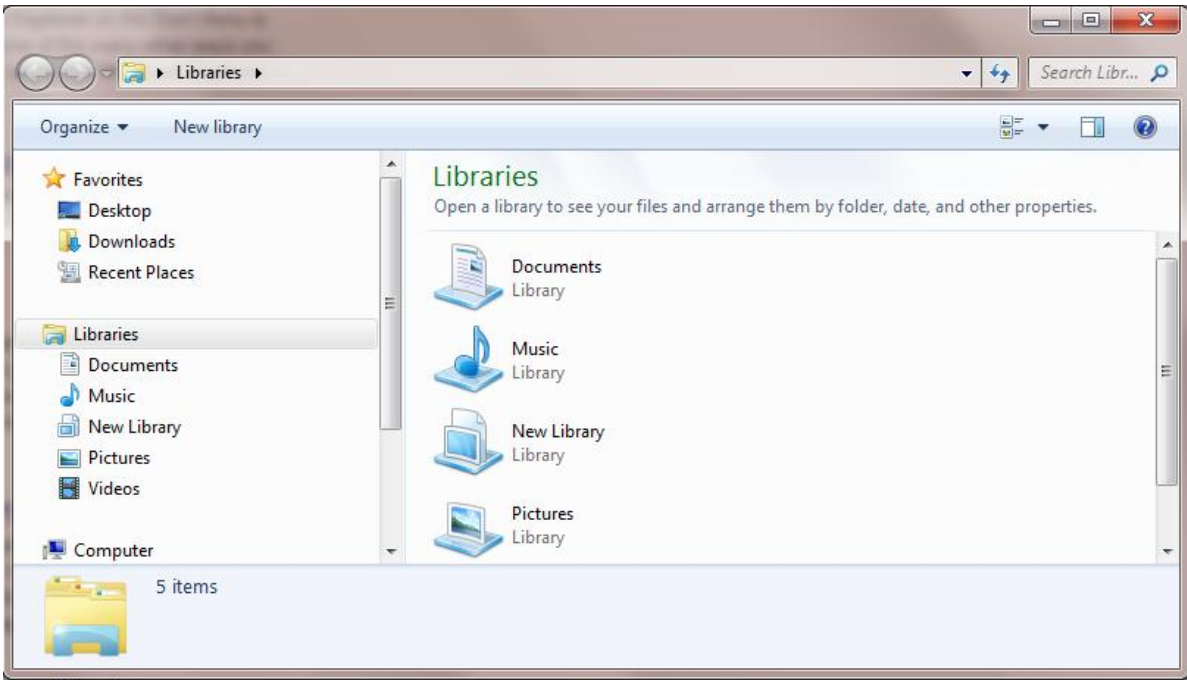 Libraries
Search Libr...
Organize
New library
Favorites
Desktop
Downloads
Recent Places
Libraries
Documents
Music
New Library
Pictures
Videos
Computer
Libraries
Open a library to see your files and arrange them by folder, date, and other properties.
Documents
Library
Music
Library
New Library
Library
Pictures
Library
5 items